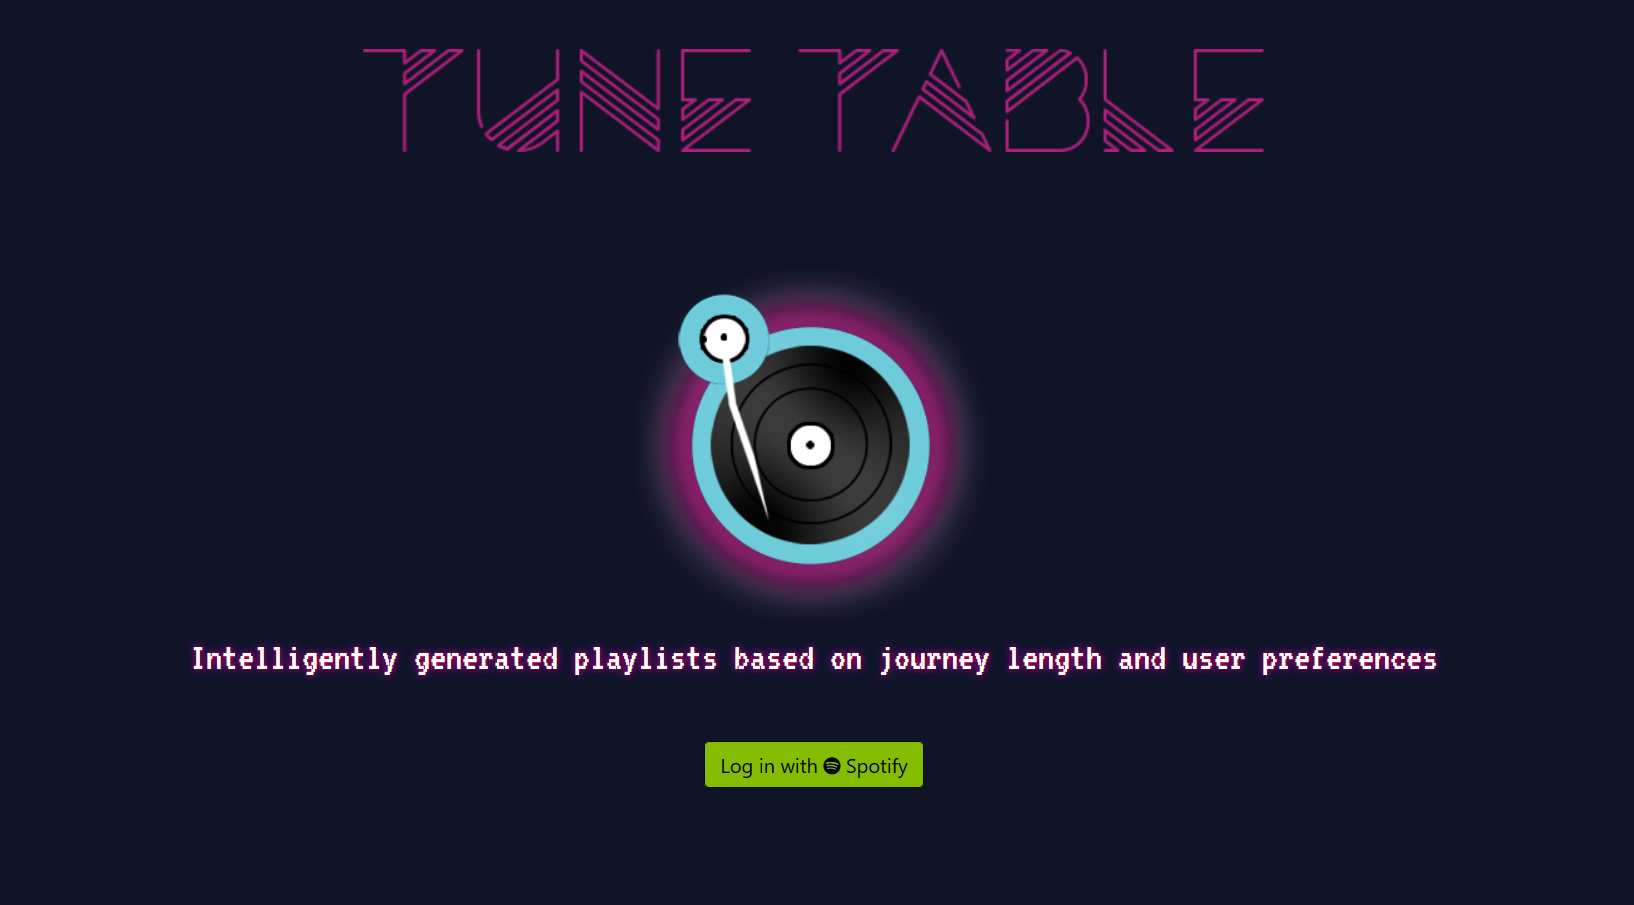 TUNE TABLE
Intelligently generated playlists based on journey length and user preferences
Log in with Spotify